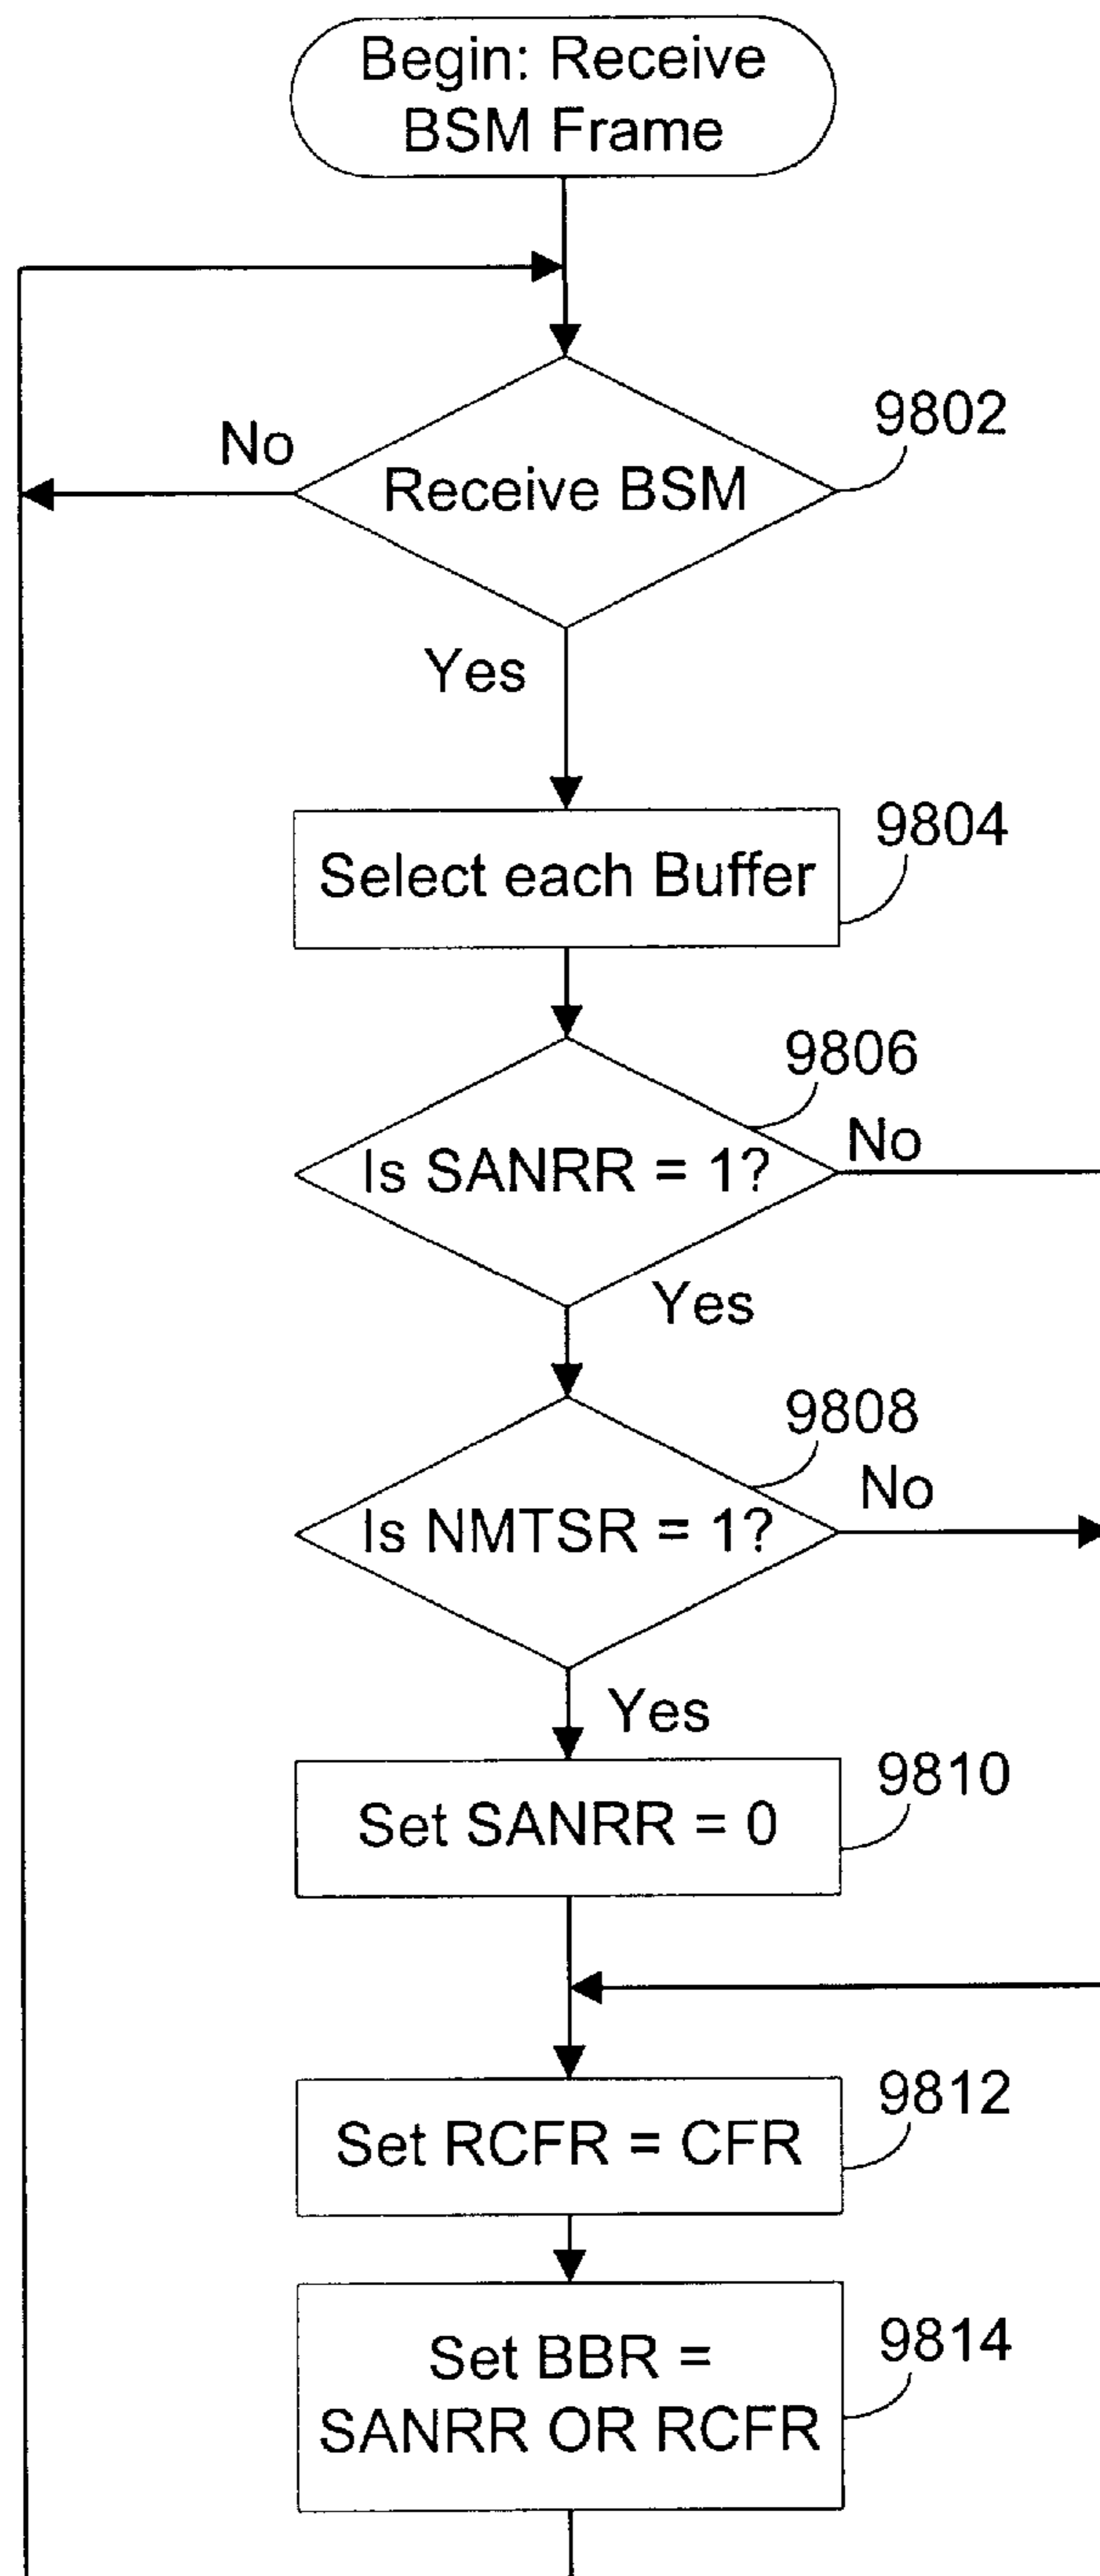 Begin: Receive
BSM Frame
9802
No
Receive BSM
Yes
9804
Select each Buffer
9806
No
Is SANRR = 1?
Yes
9808
No
Is NMTSR = 1?
Yes
9810
Set SANRR = 0
9812
Set RCFR = CFR
9814
Set BBR =
SANRR OR RCFR